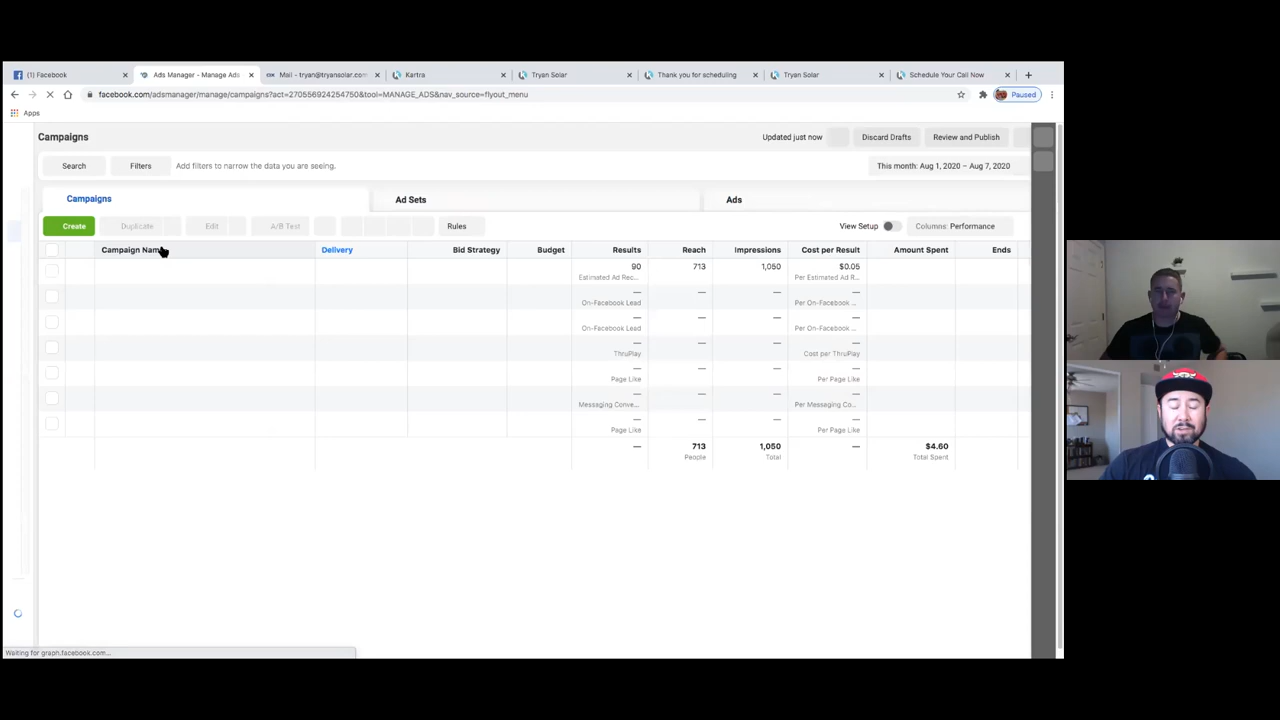 (1) Facebook
Ads Manager - Manage Ads
Mail - tryan@tryansolar.com
Kartra
Tryan Solar
Thank you for scheduling
Tryan Solar
Schedule Your Call Now
facebook.com/adsmanager/manage/campaigns?act=270556924254750&tool=MANAGE_ADS&nav_source=flyout_menu
Paused
Apps
Campaigns
Updated just now
Discard Drafts
Review and Publish
Search
Filters
Add filters to narrow the data you are seeing.
This month: Aug 1, 2020 – Aug 7, 2020
Campaigns
Ad Sets
Ads
Create
Duplicate
Edit
A/B Test
Rules
View Setup
Columns: Performance
Campaign Name
Delivery
Bid Strategy
Budget
Results
Reach
Impressions
Cost per Result
Amount Spent
Ends
90 713 1,050 $0.05
Estimated Ad Rec... Per Estimated Ad R...
— — — —
On-Facebook Lead Per On-Facebook ...
— — — —
On-Facebook Lead Per On-Facebook ...
— — — —
ThruPlay Cost per ThruPlay
— — — —
Page Like Per Page Like
— — — —
Messaging Conve... Per Messaging Co...
— — — —
Page Like Per Page Like
— 713 1,050 — $4.60
People Total Total Spent
Waiting for graph.facebook.com...